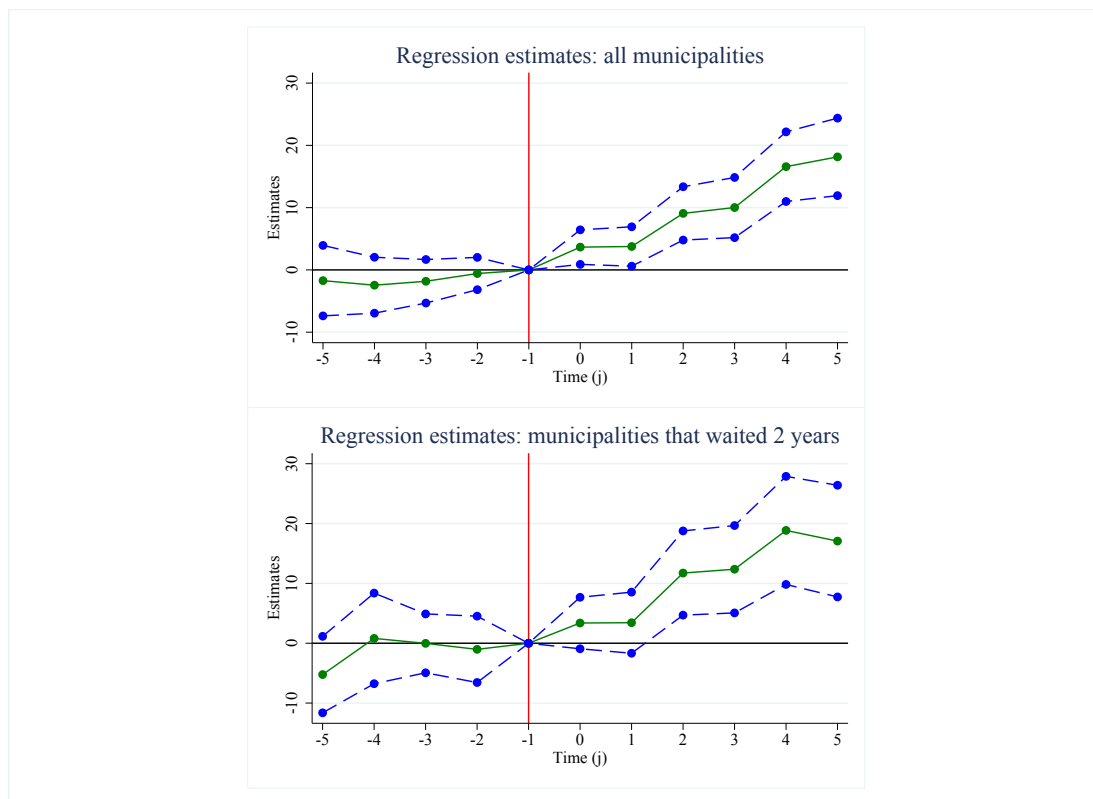 Regression estimates: all municipalities
30
20
10
0
-10
Estimates
-5 -4 -3 -2 -1 0 1 2 3 4 5
Time (j)
Regression estimates: municipalities that waited 2 years
30
20
10
0
-10
Estimates
-5 -4 -3 -2 -1 0 1 2 3 4 5
Time (j)